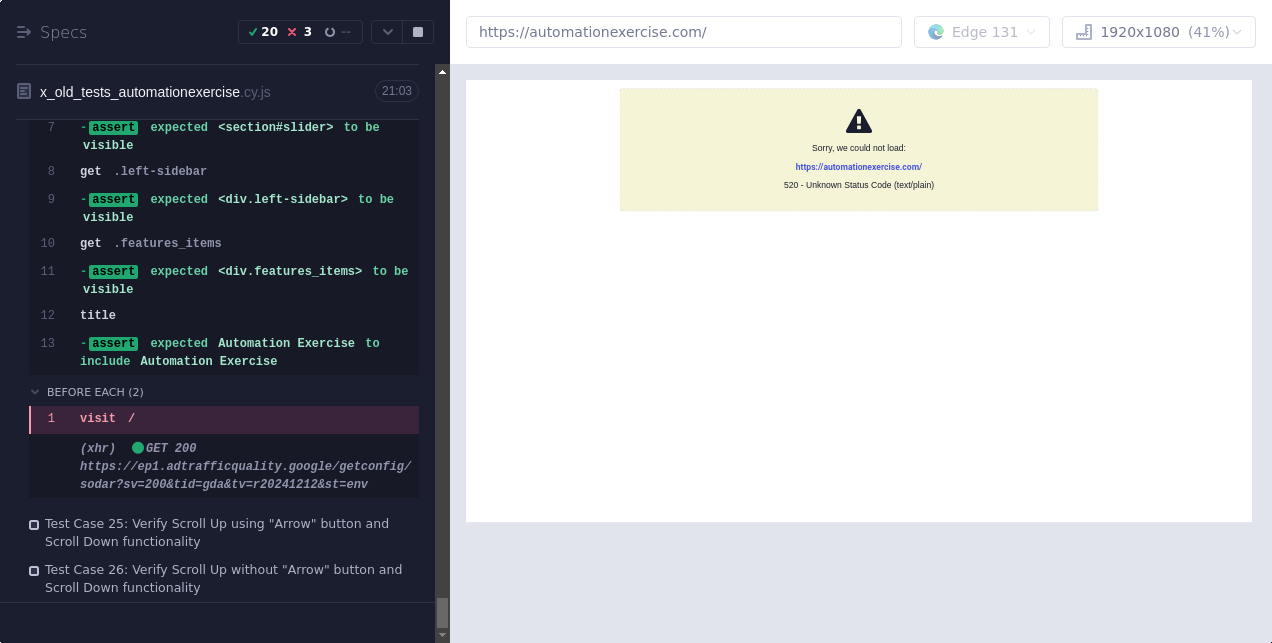 Specs
20 3 --
x_old_tests_automationexercise.cy.js 21:03
7 -assert expected <section#slider> to be
visible
8 get .left-sidebar
9 -assert expected <div.left-sidebar> to be
visible
10 get .features_items
11 -assert expected <div.features_items> to be
visible
12 title
13 -assert expected Automation Exercise to
include Automation Exercise
BEFORE EACH (2)
1 visit /
(xhr) GET 200
https://ep1.adtrafficquality.google/getconfig/
sodar?sv=200&tid=gda&tv=r20241212&st=env
Test Case 25: Verify Scroll Up using "Arrow" button and
Scroll Down functionality
Test Case 26: Verify Scroll Up without "Arrow" button and
Scroll Down functionality
https://automationexercise.com/ Edge 131 1920x1080 (41%)
Sorry, we could not load:
https://automationexercise.com/
520 - Unknown Status Code (text/plain)